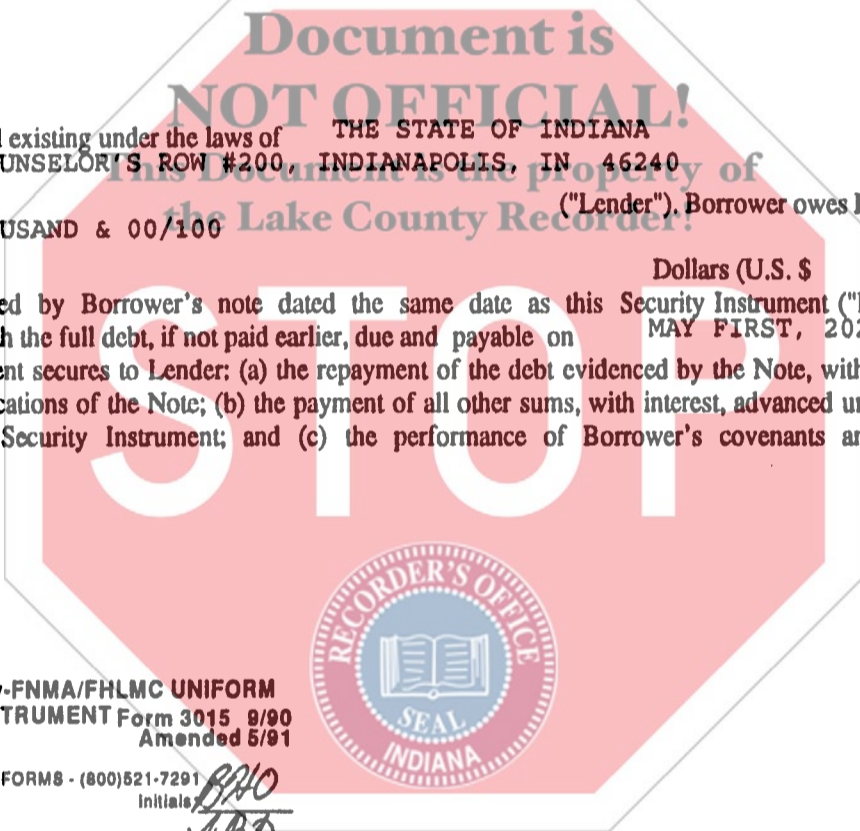 Document is
NOT OFFICIAL!
existing under the laws of THE STATE OF INDIANA
UNSELOR'S ROW #200, INDIANAPOLIS, IN 46240
This Document is the property of
("Lender"). Borrower owes
the Lake County Recorder!
USAND & 00/100
Dollars (U.S. $
ed by Borrower's note dated the same date as this Security Instrument ("
h the full debt, if not paid earlier, due and payable on MAY FIRST, 202
ent secures to Lender: (a) the repayment of the debt evidenced by the Note, with
cations of the Note; (b) the payment of all other sums, with interest, advanced u
Security Instrument; and (c) the performance of Borrower's covenants a
STOP
RECORDER'S OFFICE
SEAL
INDIANA
-FNMA/FHLMC UNIFORM
TRUMENT Form 3015 9/90
Amended 5/91
FORMS - (800)521-7291
Initials: